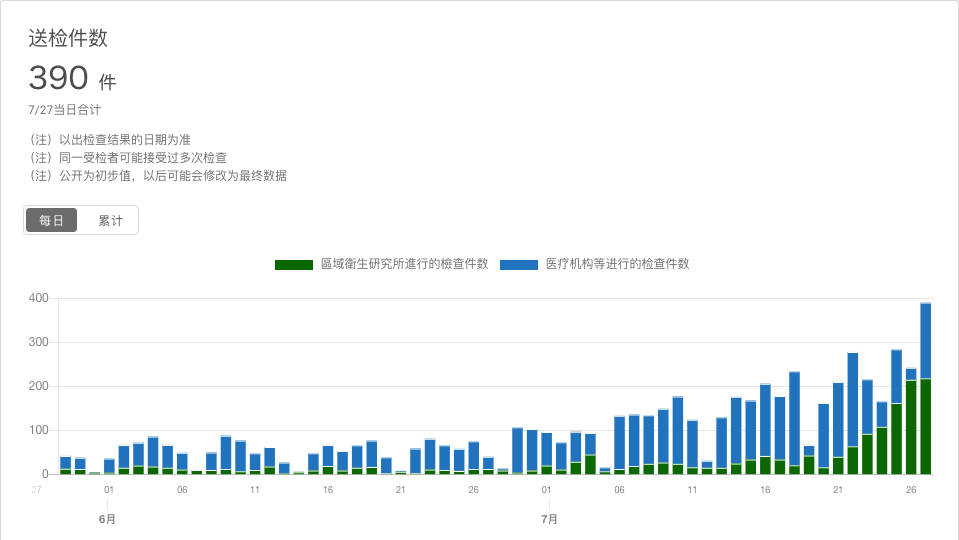 送检件数
390 件
7/27当日合计
（注）以出检查结果的日期为准
（注）同一受检者可能接受过多次检查
（注）公开为初步值，以后可能会修改为最终数据
每日 累计
區域衛生研究所進行的檢查件数 医疗机构等进行的检查件数
400
300
200
100
0
27 01 06 11 16 21 26 01 06 11 16 21 26
6月 7月